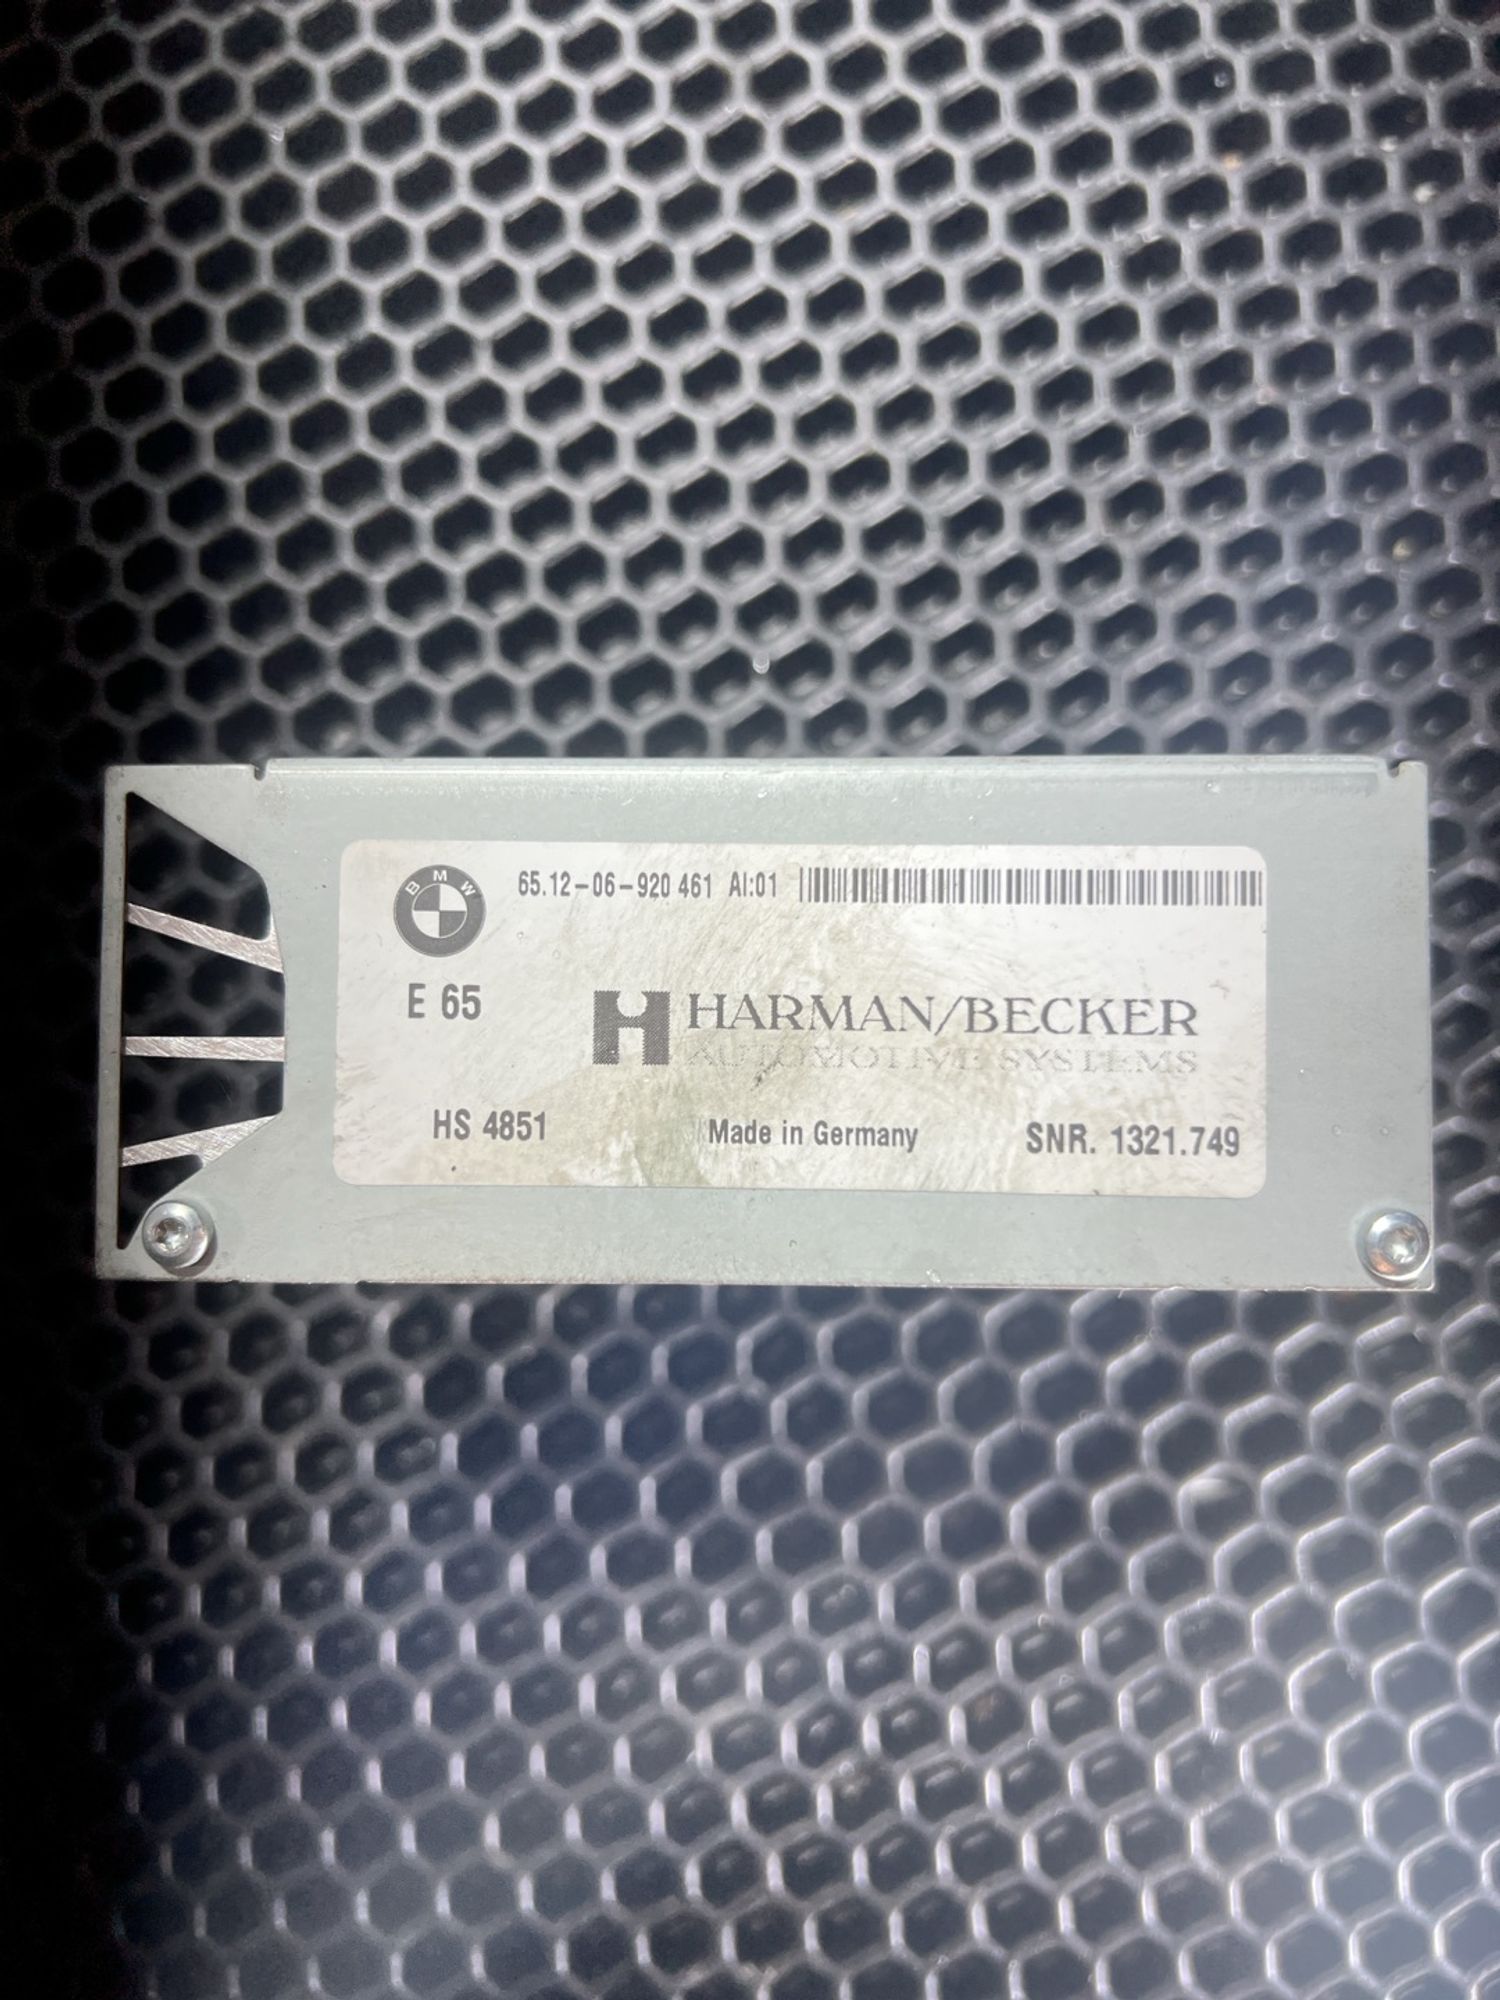 BMW
65.12-06-920 461 AI:01
E 65
H HARMAN/BECKER
AUTOMOTIVE SYSTEMS
HS 4851 Made in Germany SNR. 1321.749